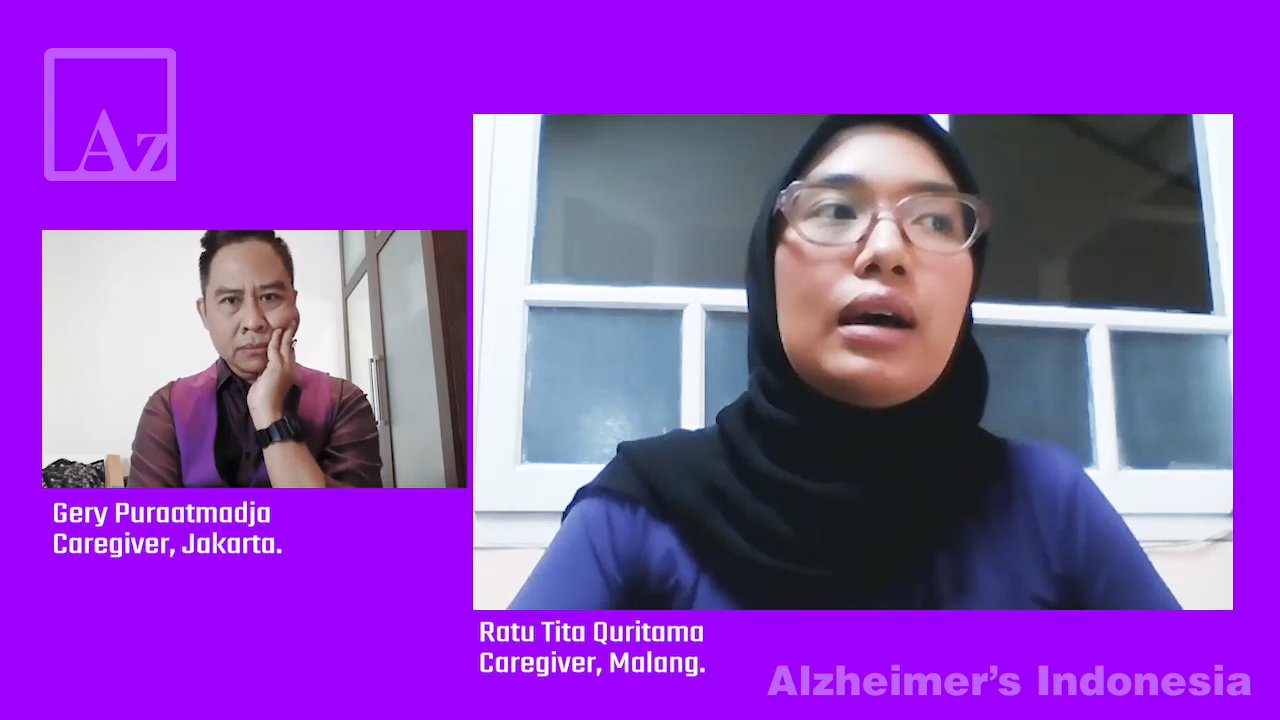 Az
Gery Puraatmadja
Caregiver, Jakarta.
Ratu Tita Quritama
Caregiver, Malang.
Alzheimer's Indonesia